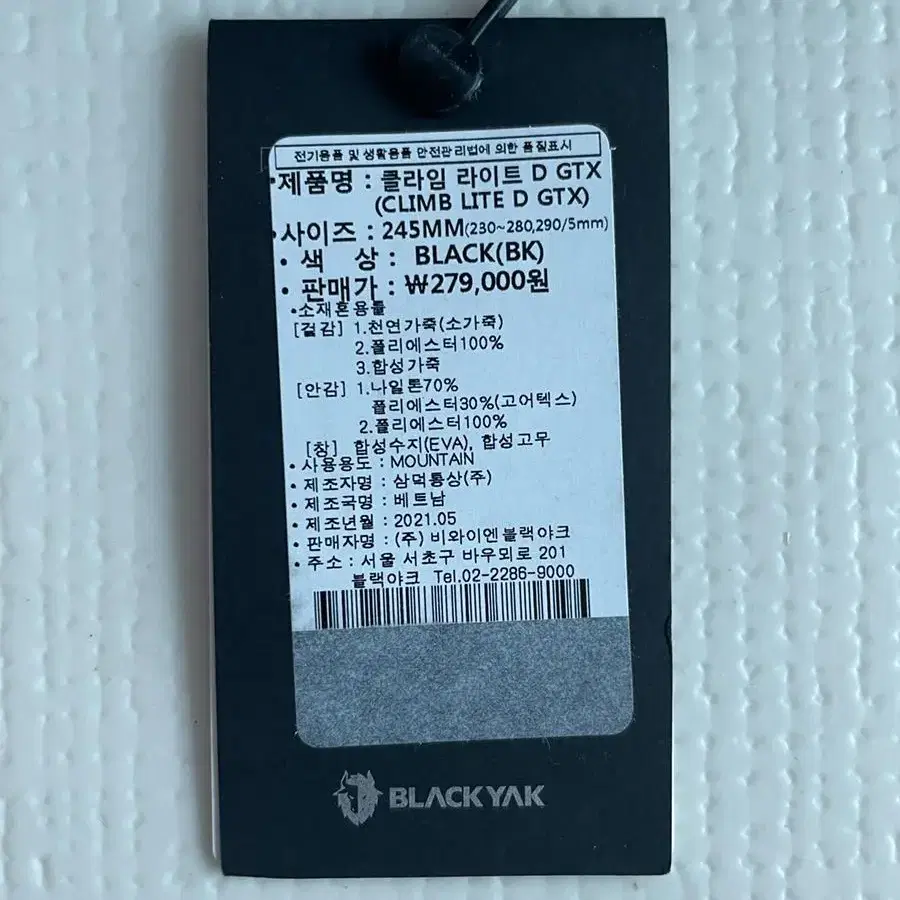 전기용품 및 생활용품 안전관리법에 의한 품질표시
•제품명 : 클라임 라이트 D GTX
(CLIMB LITE D GTX)
•사이즈 : 245MM(230~280,290/5mm)
• 색 상 : BLACK(BK)
• 판매가 : ₩279,000원
•소재혼용률
[겉감] 1.천연가죽(소가죽)
2.폴리에스터100%
3.합성가죽
[안감] 1.나일론70%
폴리에스터30%(고어텍스)
2.폴리에스터100%
[창] 합성수지(EVA), 합성고무
• 사용용도 : MOUNTAIN
• 제조자명 : 삼덕통상(주)
• 제조국명 : 베트남
• 제조년월 : 2021.05
• 판매자명 : (주) 비와이엔블랙야크
• 주소 : 서울 서초구 바우뫼로 201
블랙야크 Tel.02-2286-9000
BLACKYAK